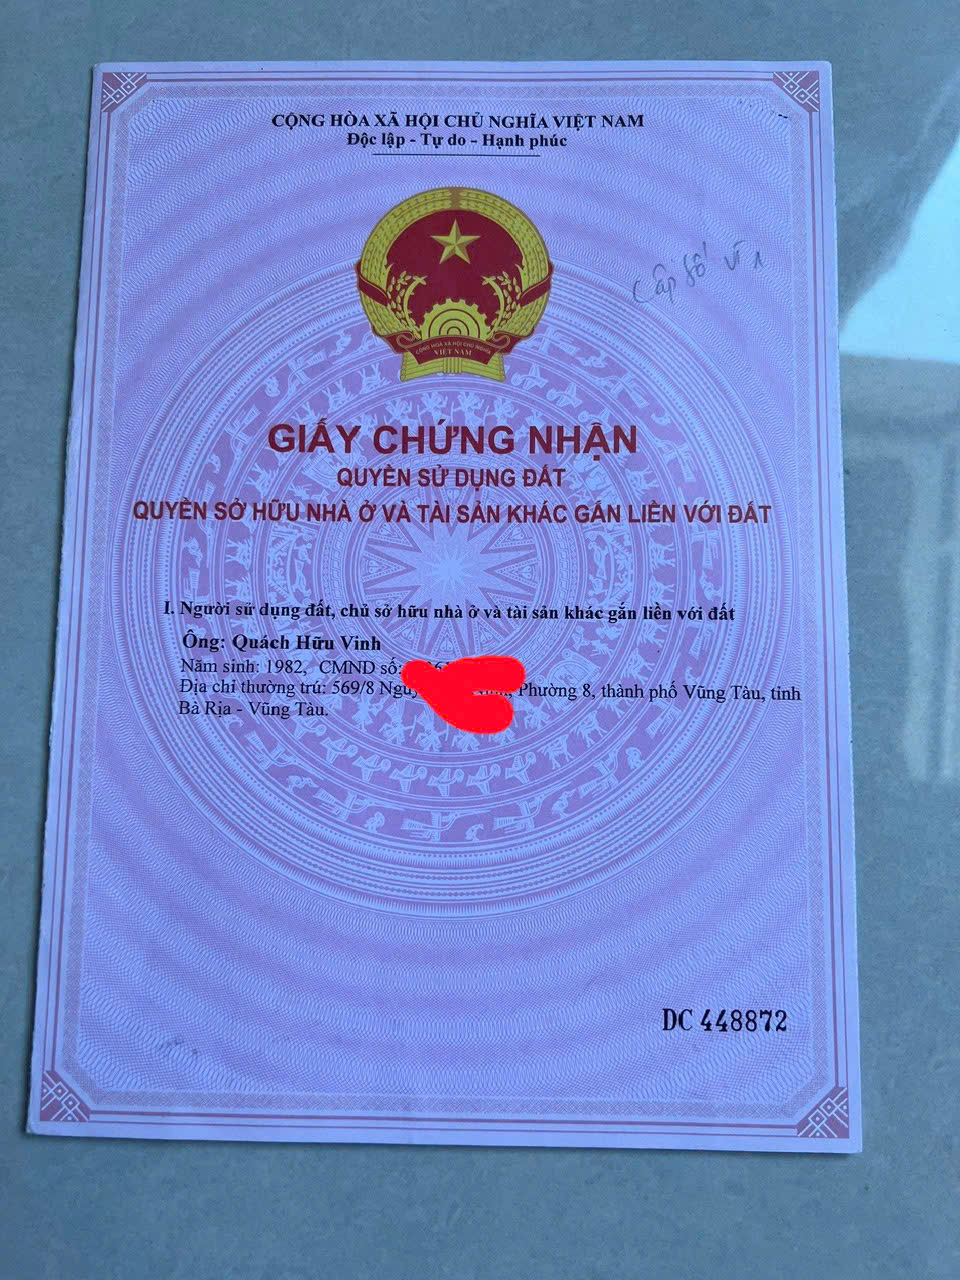 CỘNG HÒA XÃ HỘI CHỦ NGHĨA VIỆT NAM
Độc lập - Tự do - Hạnh phúc
CỘNG HÒA XÃ HỘI CHỦ NGHĨA
VIỆT NAM
Cấp số
GIẤY CHỨNG NHẬN
QUYỀN SỬ DỤNG ĐẤT
QUYỀN SỞ HỮU NHÀ Ở VÀ TÀI SẢN KHÁC GẮN LIỀN VỚI ĐẤT
I. Người sử dụng đất, chủ sở hữu nhà ở và tài sản khác gắn liền với đất
Ông: Quách Hữu Vinh
Năm sinh: 1982, CMND số:
Địa chỉ thường trú: 569/8 Phường 8, thành phố Vũng Tàu, tỉnh
Bà Rịa - Vũng Tàu.
DC 448872